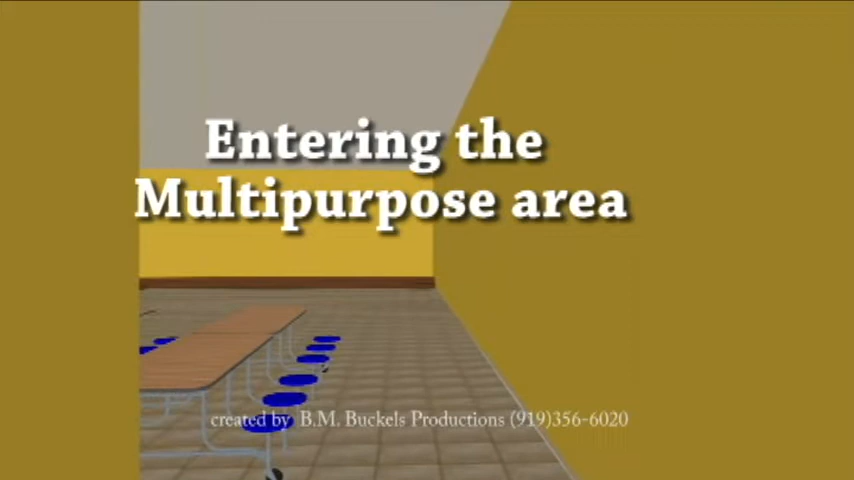 Entering the
Multipurpose area
created by B.M. Buckels Productions (919)356-6020